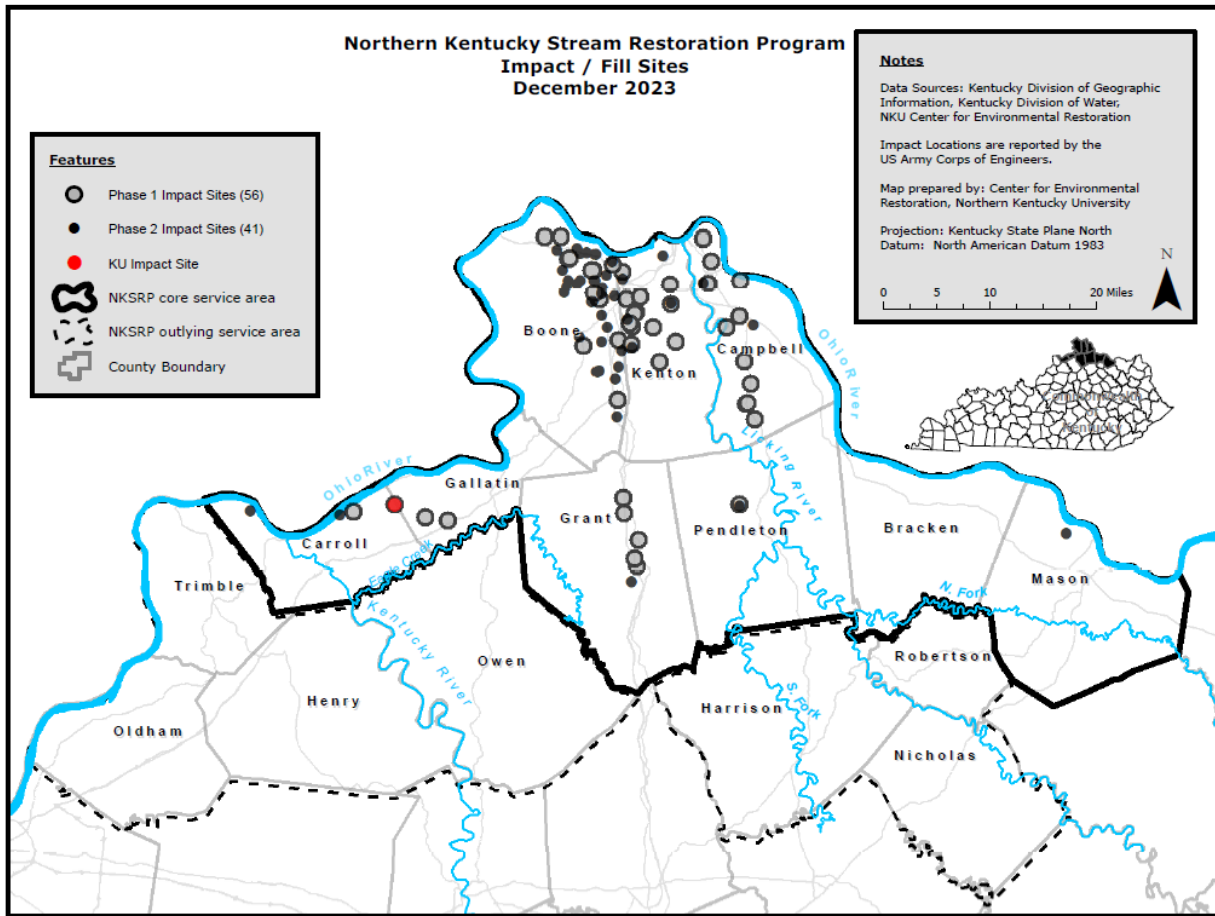 Northern Kentucky Stream Restoration Program
Impact / Fill Sites
December 2023
Notes
Data Sources: Kentucky Division of Geographic
Information, Kentucky Division of Water,
NKU Center for Environmental Restoration
Impact Locations are reported by the
US Army Corps of Engineers.
Map prepared by: Center for Environmental
Restoration, Northern Kentucky University
Projection: Kentucky State Plane North
Datum: North American Datum 1983
N
0 5 10 20 Miles
Features
Phase 1 Impact Sites (56)
Phase 2 Impact Sites (41)
KU Impact Site
NKSRP core service area
NKSRP outlying service area
County Boundary
Boone
Kenton
Campbell
Ohio River
Commonwealth
of
Kentucky
Licking River
Ohio River
Gallatin
Grant
Pendleton
Bracken
Carroll
Eagle Creek
Trimble
Mason
N. Fork
Kentucky River
Owen
Robertson
Henry
Harrison
S. Fork
Oldham
Nicholas